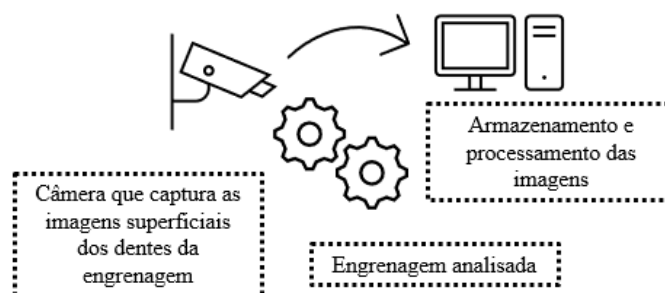 Armazenamento e
processamento das
imagens
Câmera que captura as
imagens superficiais
dos dentes da
engrenagem
Engrenagem analisada